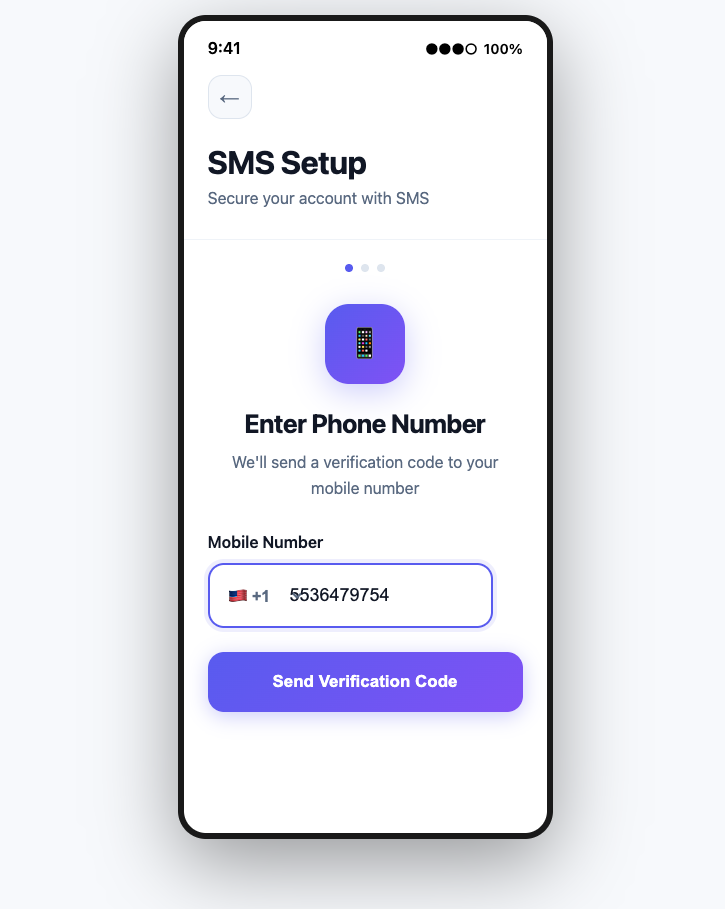 9:41
100%
←
SMS Setup
Secure your account with SMS
Enter Phone Number
We'll send a verification code to your
mobile number
Mobile Number
🇺🇸 +1 5536479754
Send Verification Code